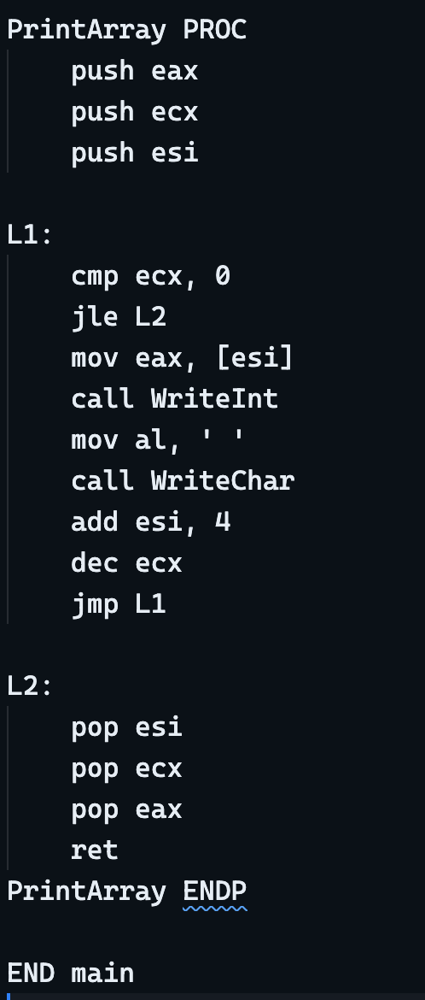 PrintArray PROC
    push eax
    push ecx
    push esi

L1:
    cmp ecx, 0
    jle L2
    mov eax, [esi]
    call WriteInt
    mov al, ' '
    call WriteChar
    add esi, 4
    dec ecx
    jmp L1

L2:
    pop esi
    pop ecx
    pop eax
    ret
PrintArray ENDP

END main